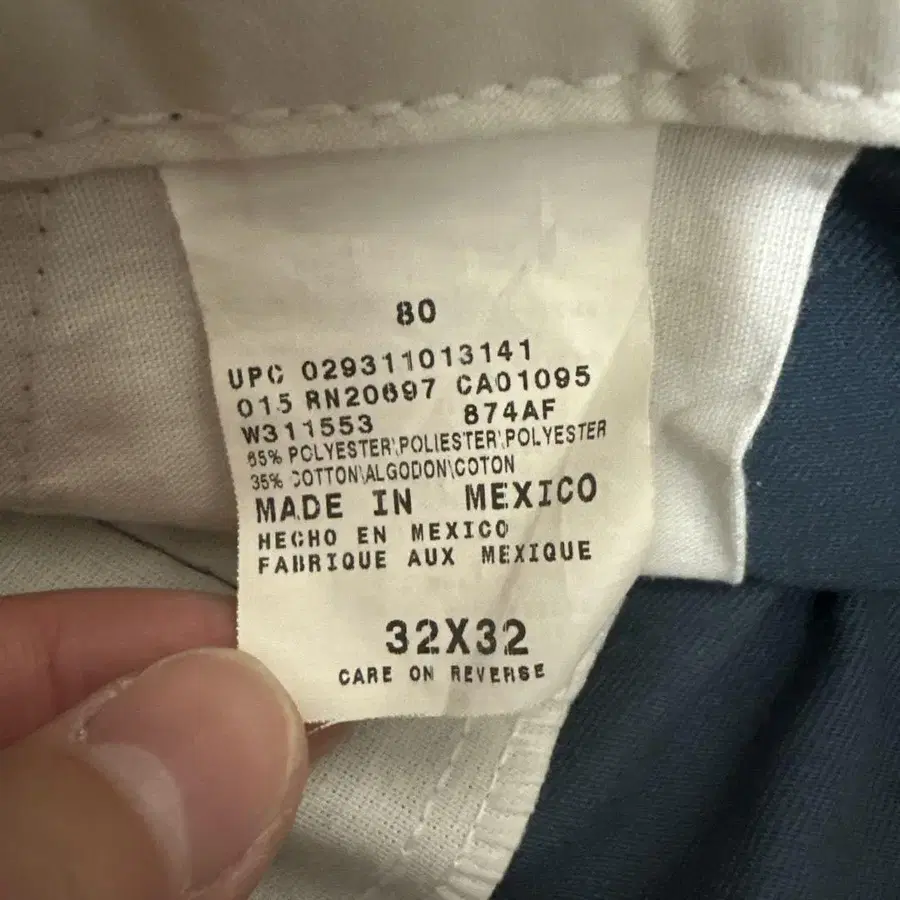 80
UPC 029311013141
015 RN20697 CA01095
W311553 874AF
65% POLYESTER\POLIESTER\POLYESTER
35% COTTON\ALGODON\COTON
MADE IN MEXICO
HECHO EN MEXICO
FABRIQUE AUX MEXIQUE
32X32
CARE ON REVERSE